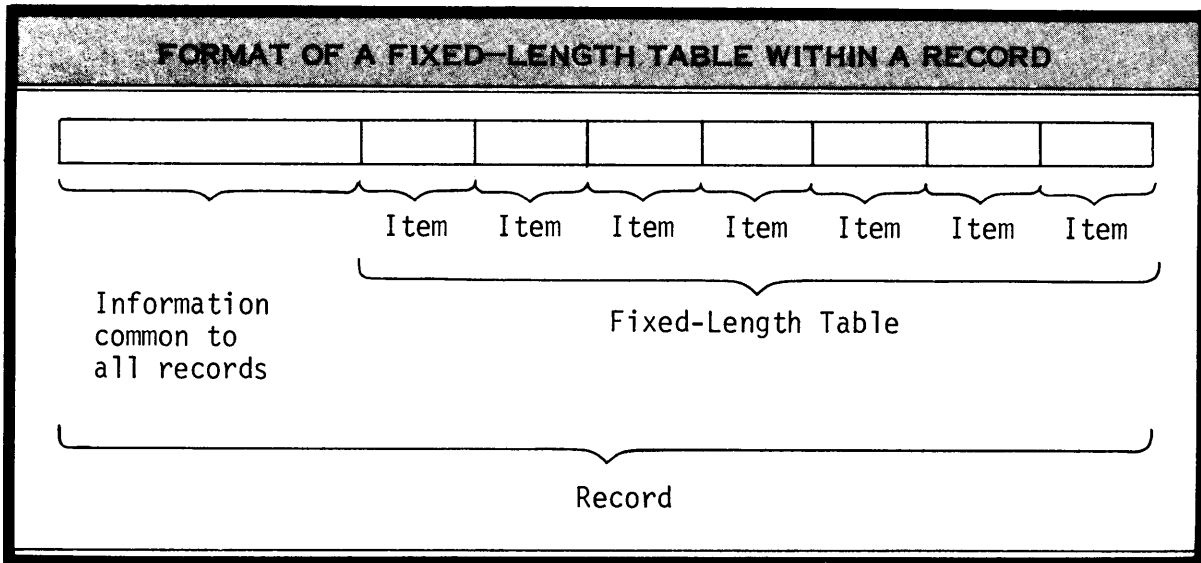 FORMAT OF A FIXED—LENGTH TABLE WITHIN A RECORD
Item Item Item Item Item Item Item
Information
common to
all records
Fixed-Length Table
Record